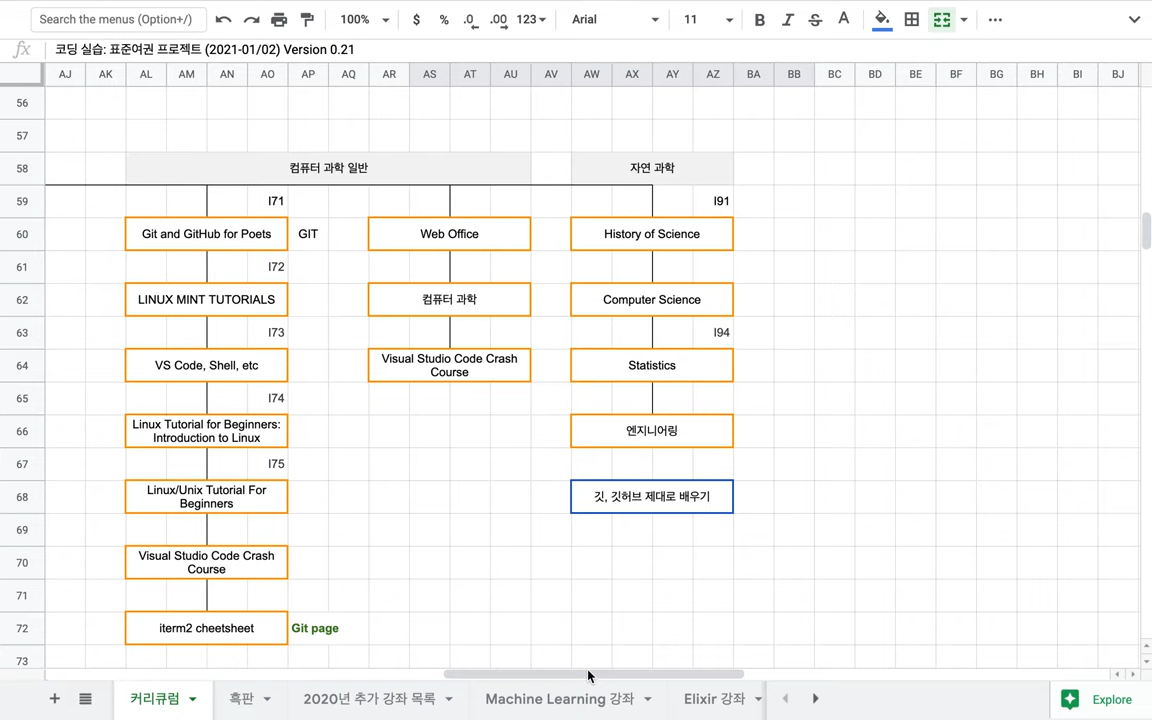 Search the menus (Option+/)
100%
$ % .0 .00 123
Arial
11
B I S A
fx 코딩 실습: 표준여권 프로젝트 (2021-01/02) Version 0.21
AJ AK AL AM AN AO AP AQ AR AS AT AU AV AW AX AY AZ BA BB BC BD BE BF BG BH BI BJ
56
57
58 컴퓨터 과학 일반 자연 과학
59 I71 I91
60 Git and GitHub for Poets GIT Web Office History of Science
61 I72
62 LINUX MINT TUTORIALS 컴퓨터 과학 Computer Science
63 I73 I94
64 VS Code, Shell, etc Visual Studio Code Crash Statistics
Course
65 I74
66 Linux Tutorial for Beginners: 엔지니어링
Introduction to Linux
67 I75
68 Linux/Unix Tutorial For 깃, 깃허브 제대로 배우기
Beginners
69
70 Visual Studio Code Crash
Course
71
72 iterm2 cheetsheet Git page
73
커리큐럼 흑판 2020년 추가 강좌 목록 Machine Learning 강좌 Elixir 강좌 Explore